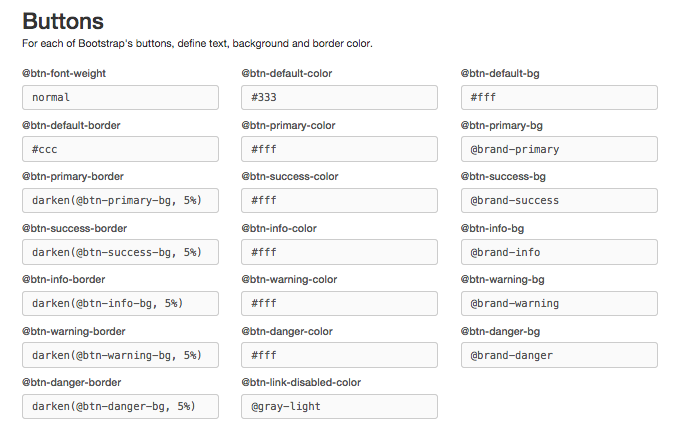 Buttons
For each of Bootstrap's buttons, define text, background and border color.
@btn-font-weight
normal
@btn-default-color
#333
@btn-default-bg
#fff
@btn-default-border
#ccc
@btn-primary-color
#fff
@btn-primary-bg
@brand-primary
@btn-primary-border
darken(@btn-primary-bg, 5%)
@btn-success-color
#fff
@btn-success-bg
@brand-success
@btn-success-border
darken(@btn-success-bg, 5%)
@btn-info-color
#fff
@btn-info-bg
@brand-info
@btn-info-border
darken(@btn-info-bg, 5%)
@btn-warning-color
#fff
@btn-warning-bg
@brand-warning
@btn-warning-border
darken(@btn-warning-bg, 5%)
@btn-danger-color
#fff
@btn-danger-bg
@brand-danger
@btn-danger-border
darken(@btn-danger-bg, 5%)
@btn-link-disabled-color
@gray-light